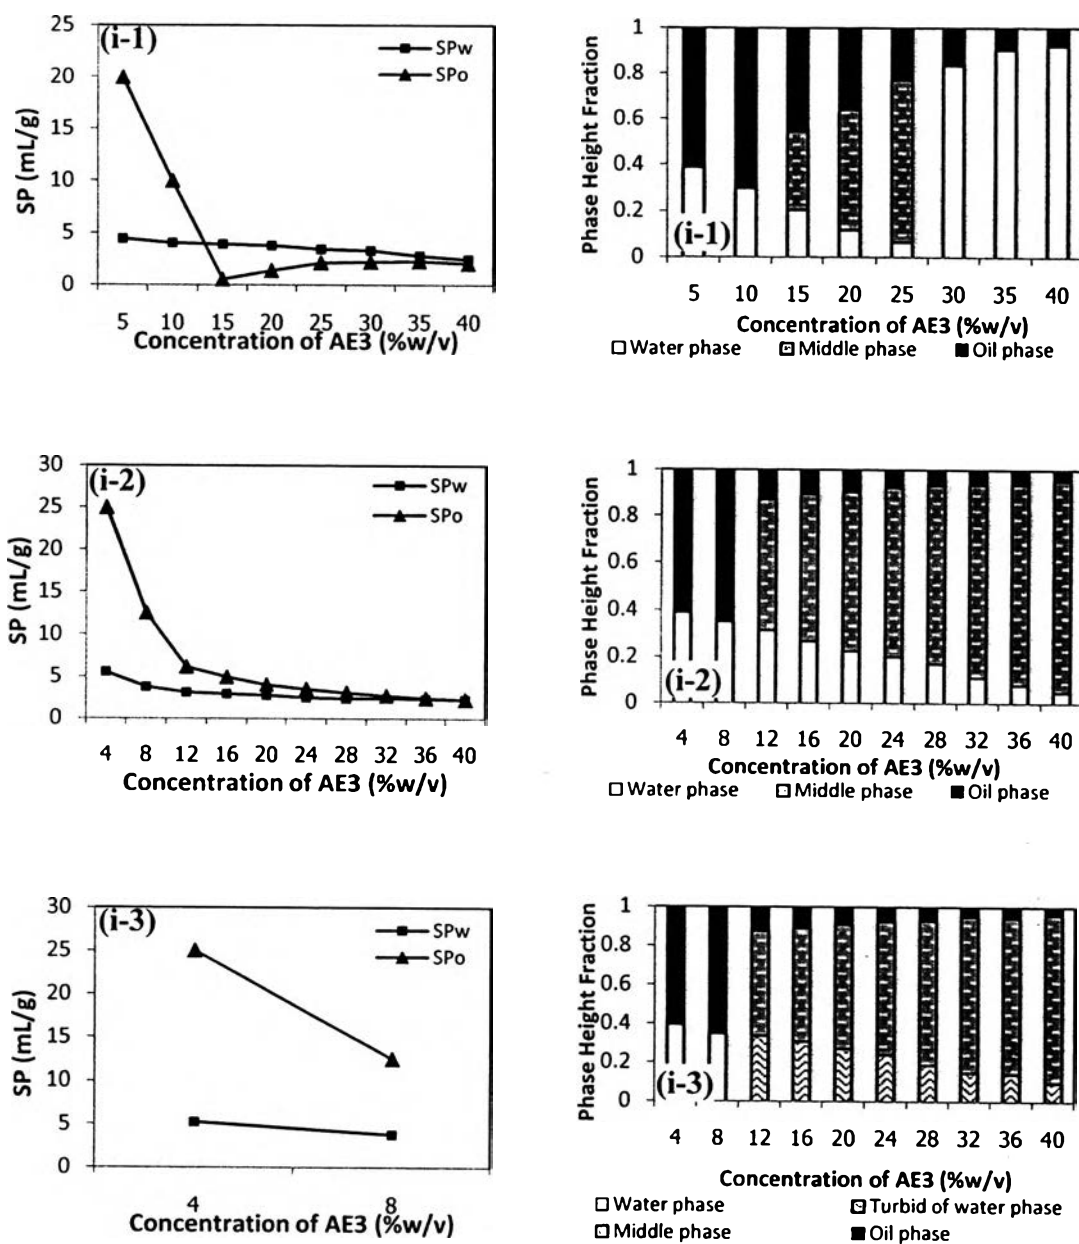 (i-1)
25
20
15
10
5
0
SP (mL/g)
SPw
SPo
5 10 15 20 25 30 35 40
Concentration of AE3 (%w/v)
1
0.8
0.6
0.4
0.2
0
Phase Height Fraction
(i-1)
5 10 15 20 25 30 35 40
Concentration of AE3 (%w/v)
Water phase Middle phase Oil phase
(i-2)
30
25
20
15
10
5
0
SP (mL/g)
SPw
SPo
4 8 12 16 20 24 28 32 36 40
Concentration of AE3 (%w/v)
1
0.8
0.6
0.4
0.2
0
Phase Height Fraction
(i-2)
4 8 12 16 20 24 28 32 36 40
Concentration of AE3 (%w/v)
Water phase Middle phase Oil phase
(i-3)
30
25
20
15
10
5
0
SP (mL/g)
SPw
SPo
4 8
Concentration of AE3 (%w/v)
1
0.8
0.6
0.4
0.2
0
Phase Height Fraction
(i-3)
4 8 12 16 20 24 28 32 36 40
Concentration of AE3 (%w/v)
Water phase Turbid of water phase
Middle phase Oil phase